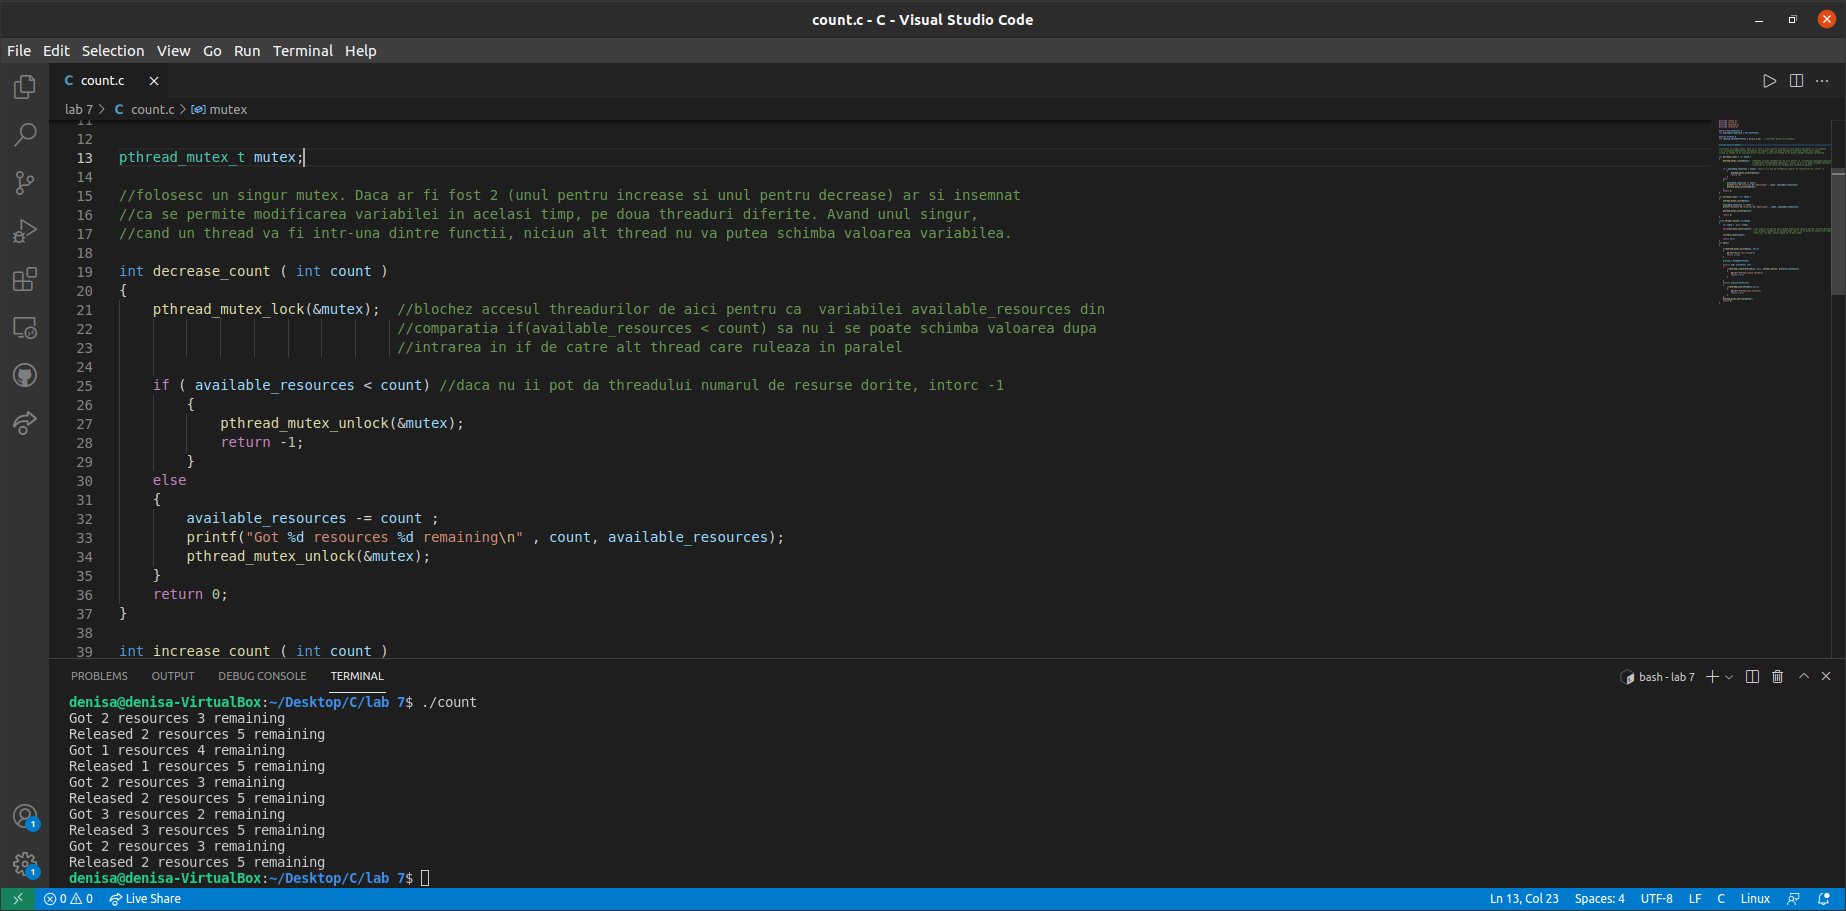 count.c - C - Visual Studio Code
File Edit Selection View Go Run Terminal Help
C count.c
lab 7 > C count.c > mutex
11
12
13 pthread_mutex_t mutex;
14
15 //folosesc un singur mutex. Daca ar fi fost 2 (unul pentru increase si unul pentru decrease) ar si insemnat
16 //ca se permite modificarea variabilei in acelasi timp, pe doua threaduri diferite. Avand unul singur,
17 //cand un thread va fi intr-una dintre functii, niciun alt thread nu va putea schimba valoarea variabilea.
18
19 int decrease_count ( int count )
20 {
21 pthread_mutex_lock(&mutex); //blochez accesul threadurilor de aici pentru ca  variabilei available_resources din
22 //comparatia if(available_resources < count) sa nu i se poate schimba valoarea dupa
23 //intrarea in if de catre alt thread care ruleaza in paralel
24
25 if ( available_resources < count) //daca nu ii pot da threadului numarul de resurse dorite, intorc -1
26 {
27 pthread_mutex_unlock(&mutex);
28 return -1;
29 }
30 else
31 {
32 available_resources -= count ;
33 printf("Got %d resources %d remaining\n" , count, available_resources);
34 pthread_mutex_unlock(&mutex);
35 }
36 return 0;
37 }
38
39 int increase_count ( int count )
PROBLEMS OUTPUT DEBUG CONSOLE TERMINAL bash - lab 7
denisa@denisa-VirtualBox:~/Desktop/C/lab 7$ ./count
Got 2 resources 3 remaining
Released 2 resources 5 remaining
Got 1 resources 4 remaining
Released 1 resources 5 remaining
Got 2 resources 3 remaining
Released 2 resources 5 remaining
Got 3 resources 2 remaining
Released 3 resources 5 remaining
Got 2 resources 3 remaining
Released 2 resources 5 remaining
denisa@denisa-VirtualBox:~/Desktop/C/lab 7$
1
1
0 0 Live Share Ln 13, Col 23 Spaces: 4 UTF-8 LF C Linux